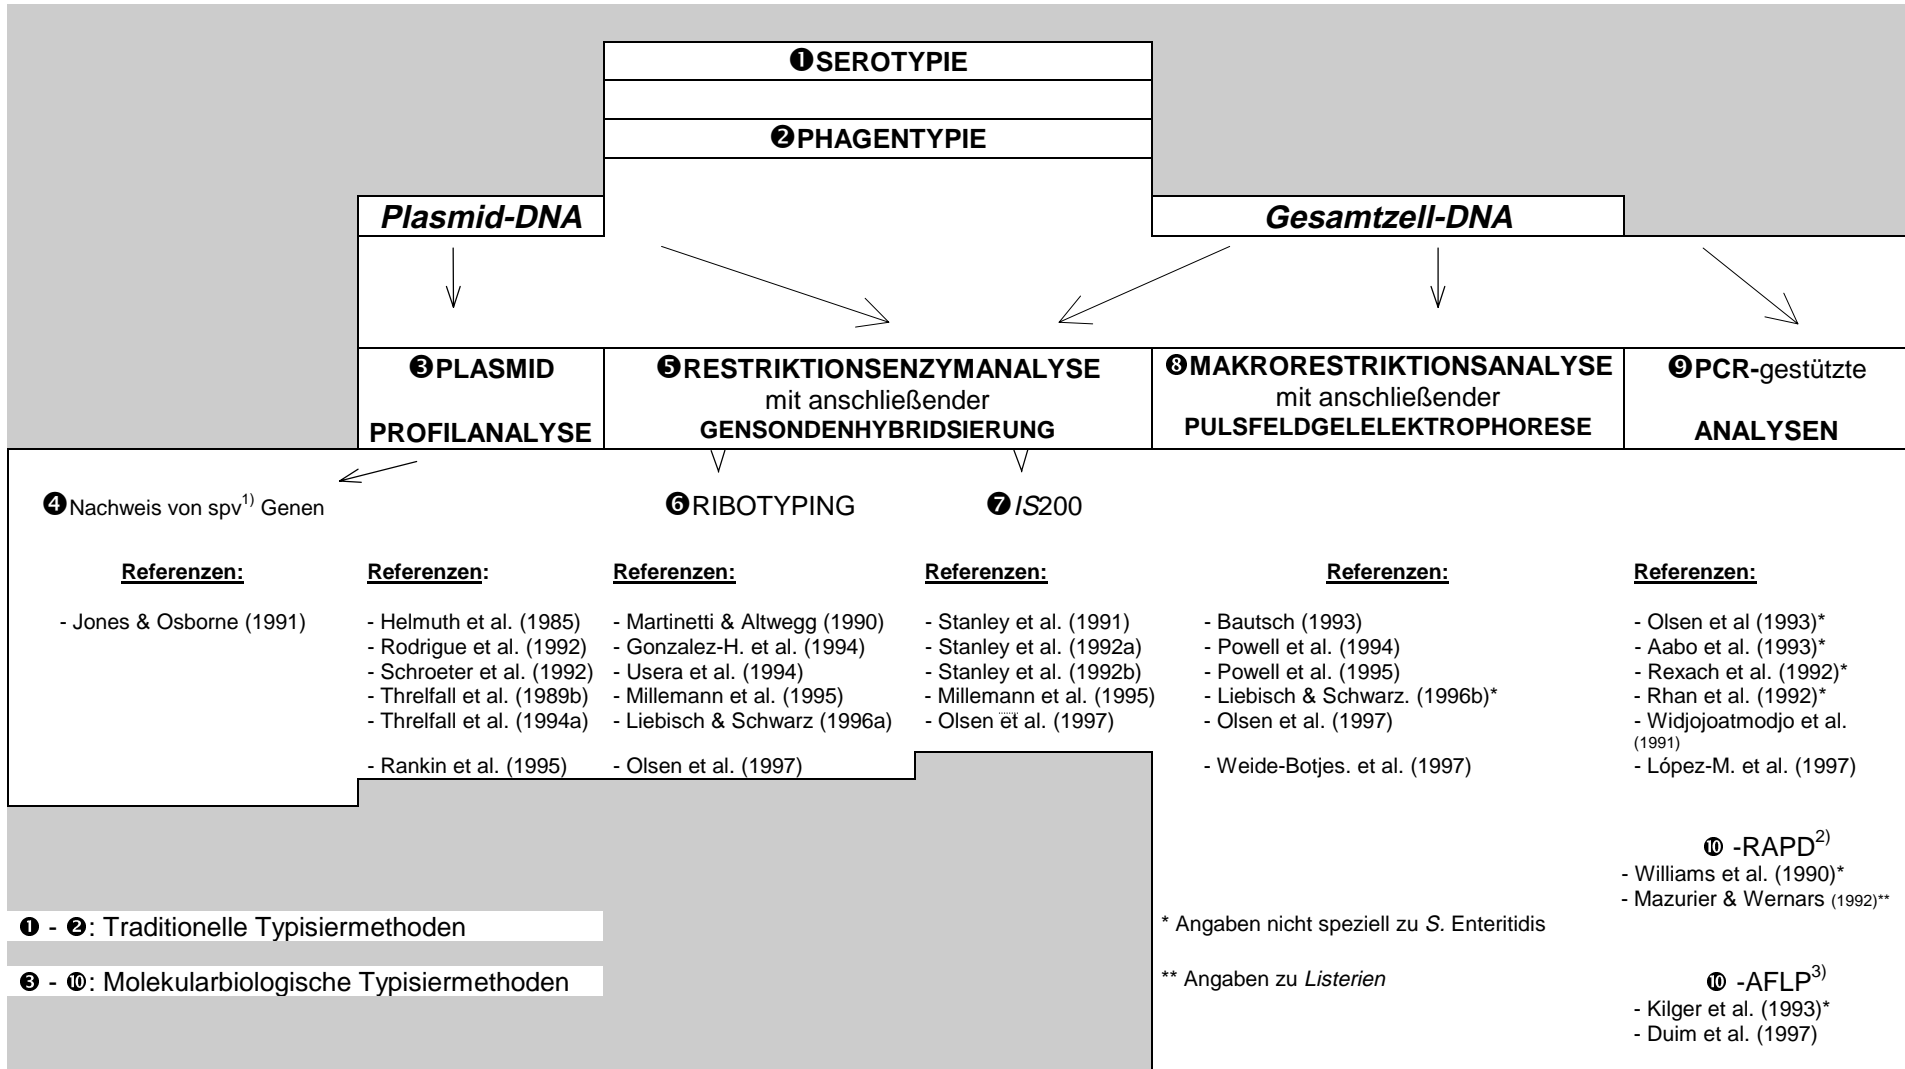 ❶SEROTYPIE
❷PHAGENTYPIE
Plasmid-DNA
Gesamtzell-DNA
❸PLASMID
PROFILANALYSE
❺RESTRIKTIONSENZYMANALYSE
mit anschließender
GENSONDENHYBRIDSIERUNG
❽MAKRORESTRIKTIONSANALYSE
mit anschließender
PULSFELDGELELEKTROPHORESE
❾PCR-gestützte
ANALYSEN
❹Nachweis von spv1) Genen
❻RIBOTYPING
❼IS200
Referenzen:
- Jones & Osborne (1991)
Referenzen:
- Helmuth et al. (1985)
- Rodrigue et al. (1992)
- Schroeter et al. (1992)
- Threlfall et al. (1989b)
- Threlfall et al. (1994a)
- Rankin et al. (1995)
Referenzen:
- Martinetti & Altwegg (1990)
- Gonzalez-H. et al. (1994)
- Usera et al. (1994)
- Millemann et al. (1995)
- Liebisch & Schwarz (1996a)
- Olsen et al. (1997)
Referenzen:
- Stanley et al. (1991)
- Stanley et al. (1992a)
- Stanley et al. (1992b)
- Millemann et al. (1995)
- Olsen et al. (1997)
Referenzen:
- Bautsch (1993)
- Powell et al. (1994)
- Powell et al. (1995)
- Liebisch & Schwarz. (1996b)*
- Olsen et al. (1997)
- Weide-Botjes. et al. (1997)
Referenzen:
- Olsen et al (1993)*
- Aabo et al. (1993)*
- Rexach et al. (1992)*
- Rhan et al. (1992)*
- Widjojoatmodjo et al.
(1991)
- López-M. et al. (1997)
❿ -RAPD2)
- Williams et al. (1990)*
- Mazurier & Wernars (1992)**
❿ -AFLP3)
- Kilger et al. (1993)*
- Duim et al. (1997)
❶ - ❷: Traditionelle Typisiermethoden
❸ - ❿: Molekularbiologische Typisiermethoden
* Angaben nicht speziell zu S. Enteritidis
** Angaben zu Listerien